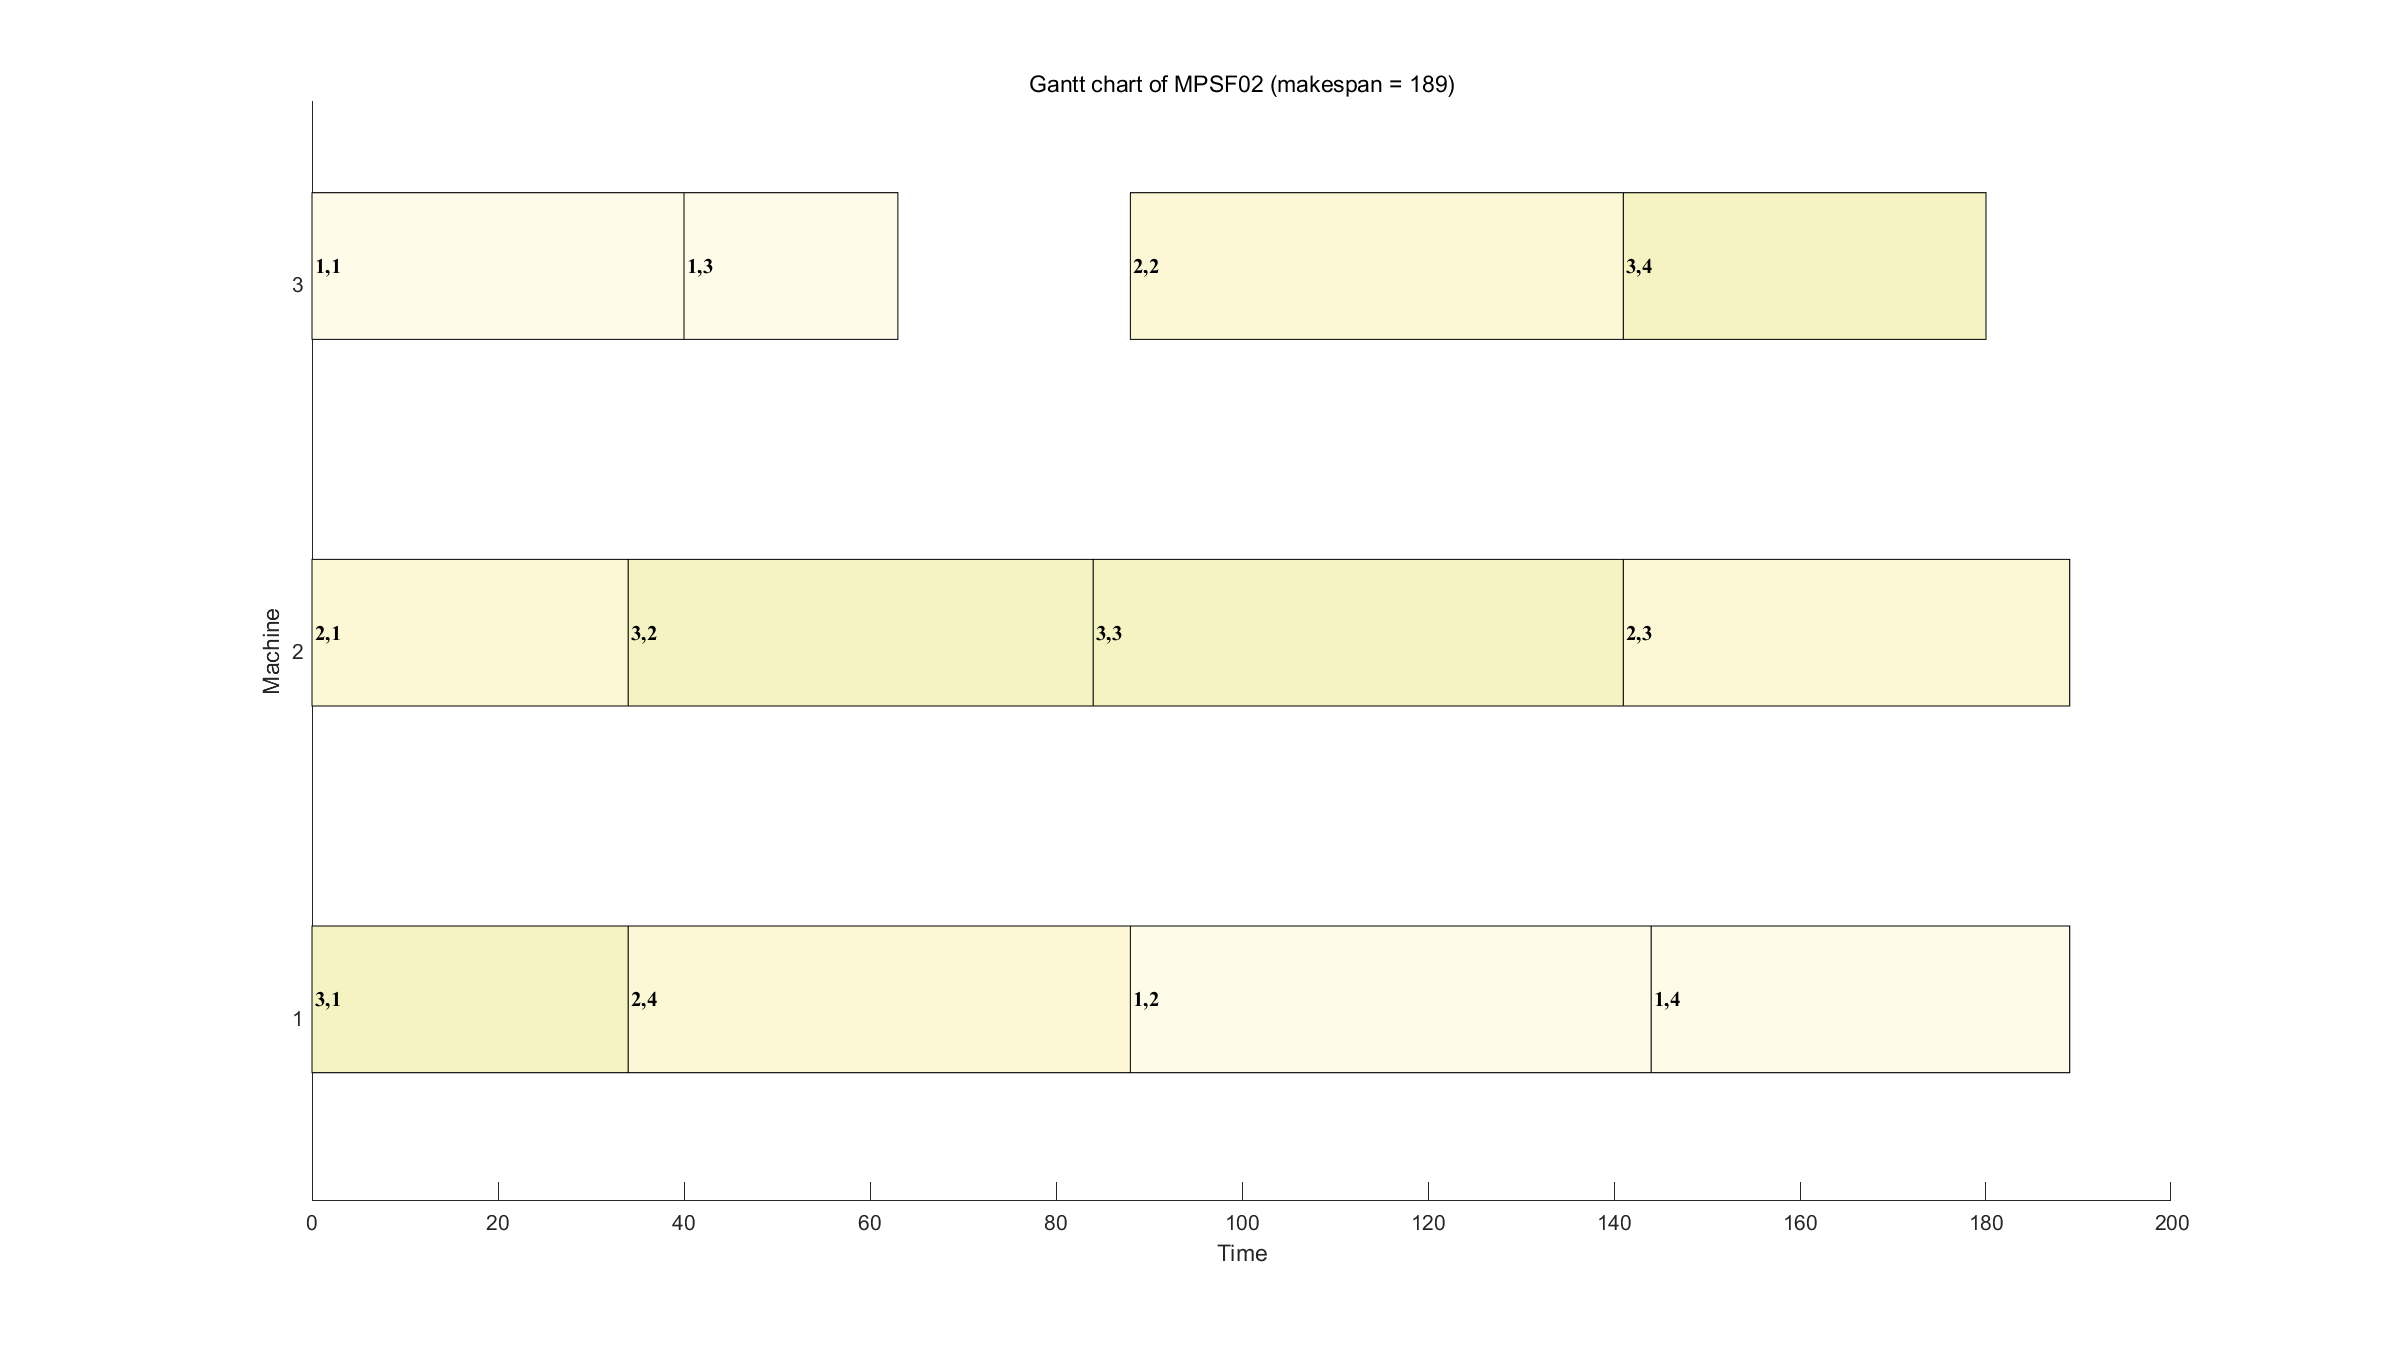 Gantt chart of MPSF02 (makespan = 189)
3
1,1 1,3 2,2 3,4
Machine
2
2,1 3,2 3,3 2,3
1
3,1 2,4 1,2 1,4
0 20 40 60 80 100 120 140 160 180 200
Time